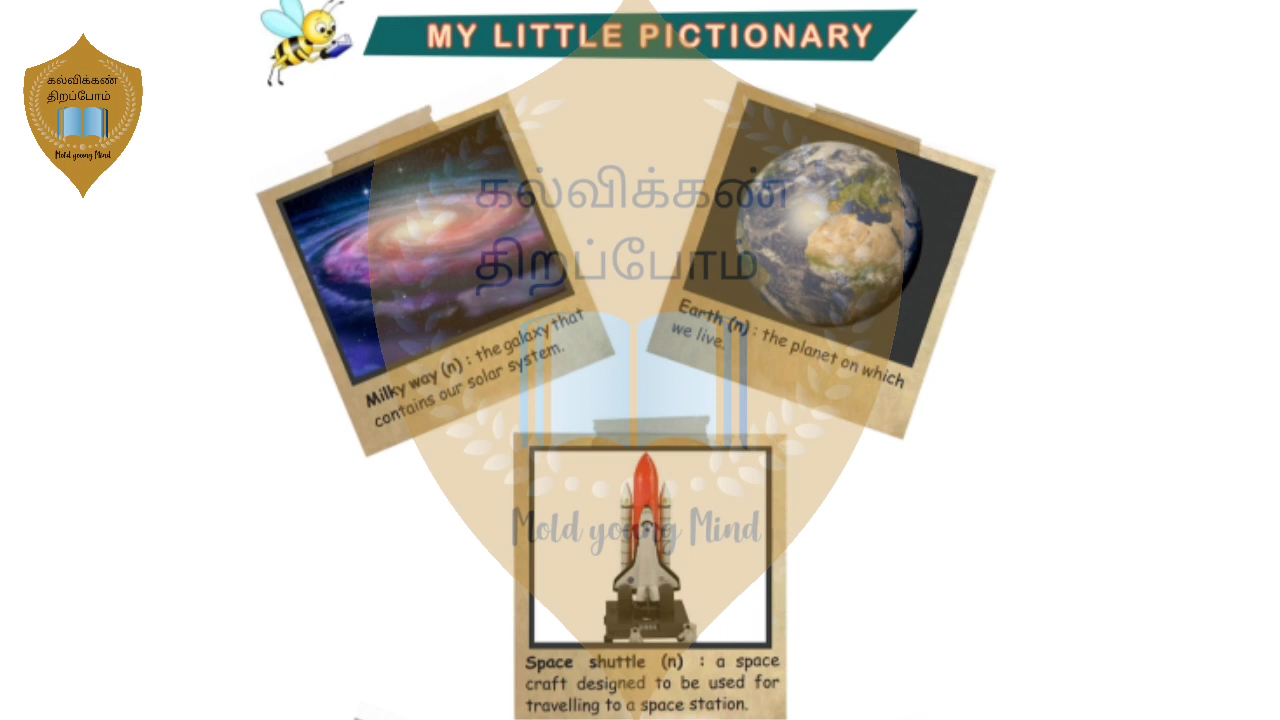 MY LITTLE PICTIONARY
கல்விக்கண்
திறப்போம்
Mold young Mind
கல்விக்கண்
திறப்போம்
Milky way (n) : the galaxy that
contains our solar system.
Earth (n) : the planet on which
we live.
Mold young Mind
Space shuttle (n) : a space
craft designed to be used for
travelling to a space station.